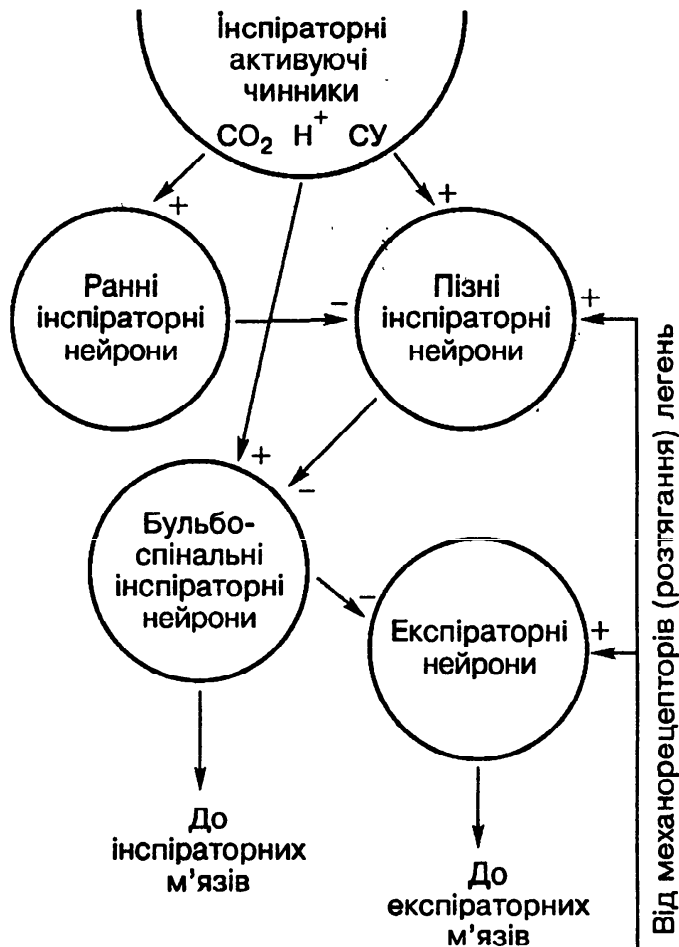 Інспіраторні
активуючі
чинники
CO₂ H⁺ СУ
+
+
Ранні
інспіраторні
нейрони
–
Пізні
інспіраторні
нейрони
+
+
–
Бульбо-
спінальні
інспіраторні
нейрони
–
Експіраторні
нейрони
+
До
інспіраторних
м'язів
До
експіраторних
м'язів
Від механорецепторів (розтягання) легень